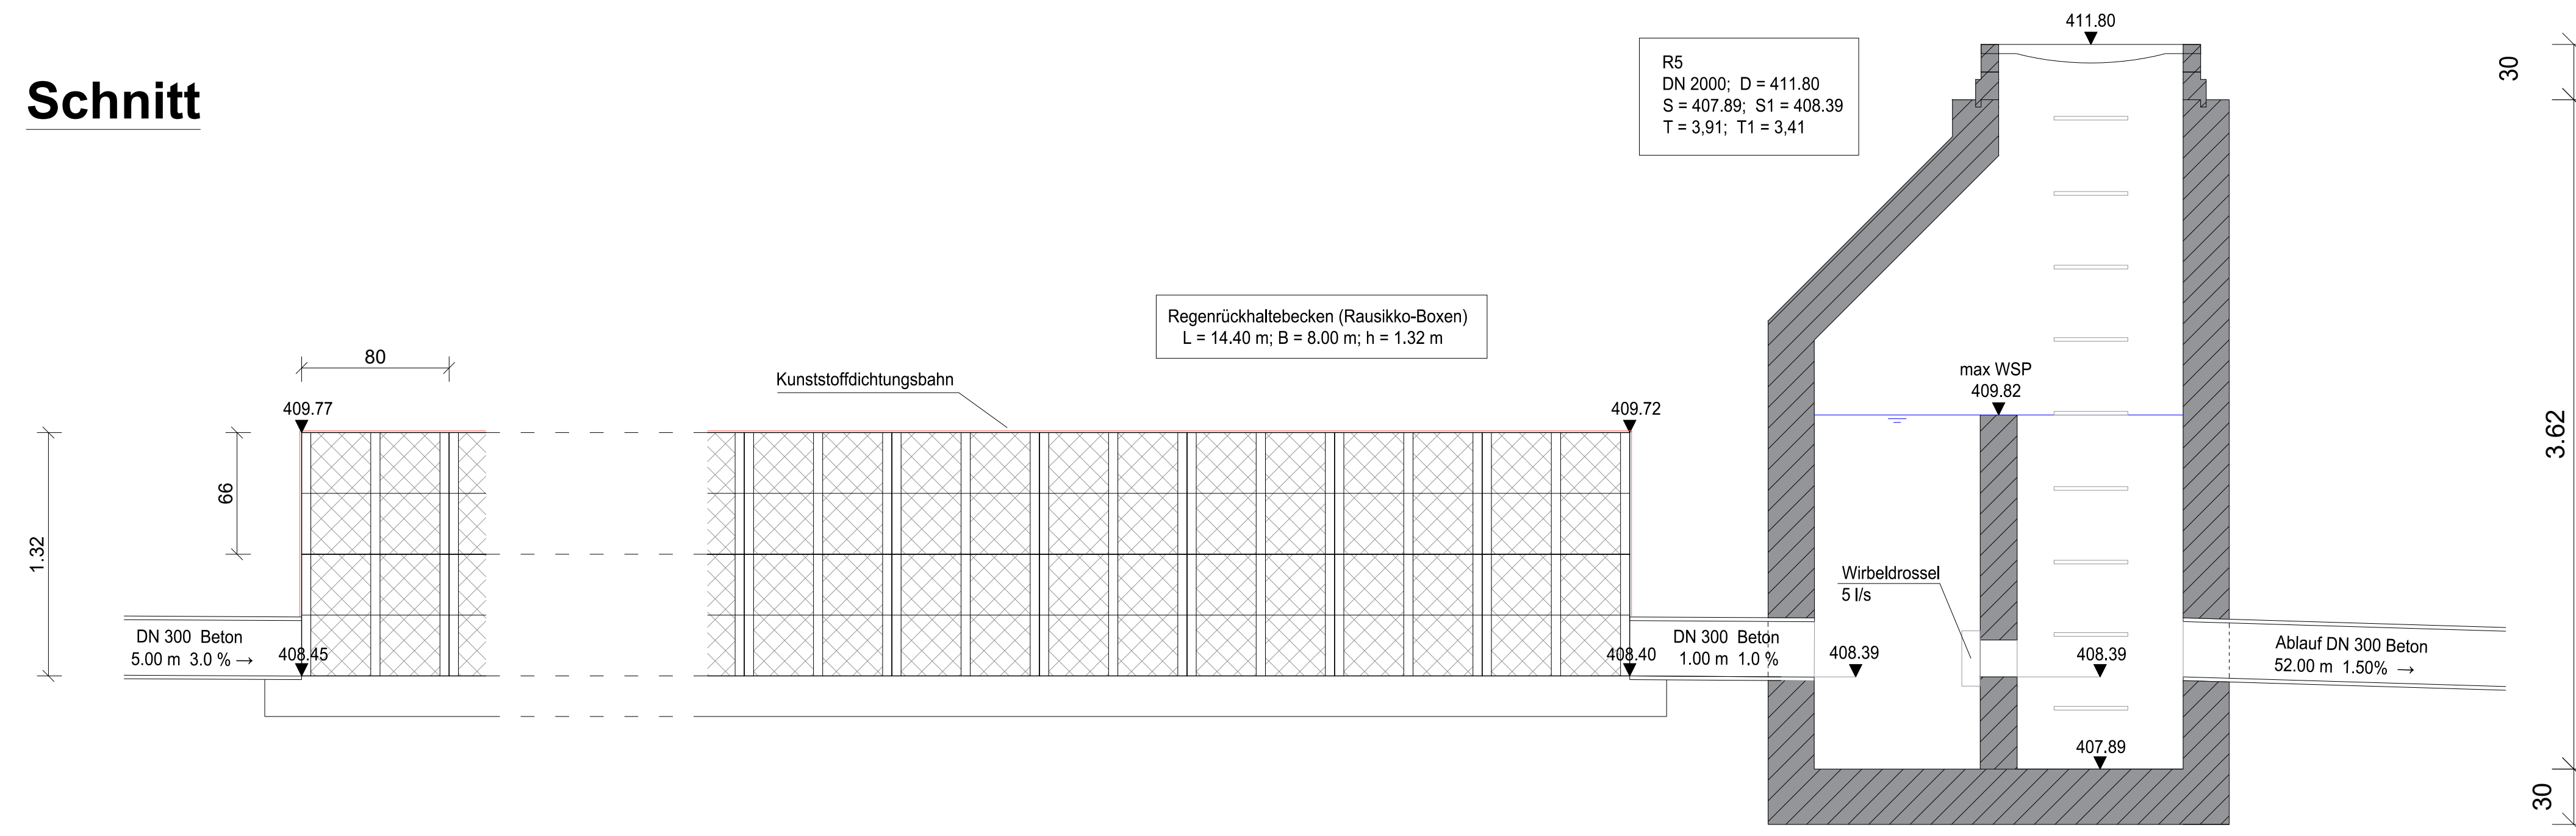 Schnitt
411.80
R5
DN 2000; D = 411.80
S = 407.89; S1 = 408.39
T = 3,91; T1 = 3,41
30
Regenrückhaltebecken (Rausikko-Boxen)
L = 14.40 m; B = 8.00 m; h = 1.32 m
80
Kunststoffdichtungsbahn
max WSP
409.82
409.77
409.72
3.62
66
1.32
Wirbeldrossel
5 l/s
DN 300 Beton
5.00 m 3.0 % →
408.45
408.40
DN 300 Beton
1.00 m 1.0 %
408.39
408.39
Ablauf DN 300 Beton
52.00 m 1.50% →
407.89
30